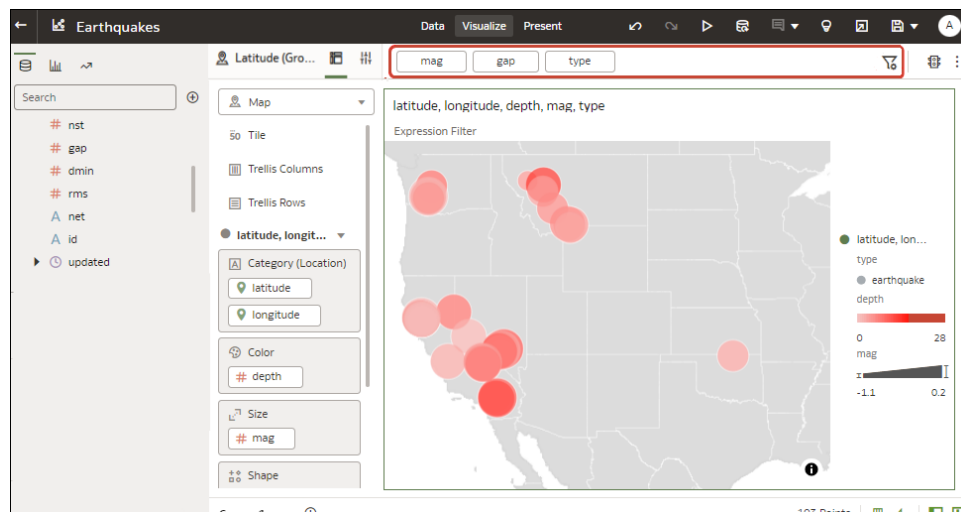 Earthquakes
Data Visualize Present
A
Latitude (Gro...
mag gap type
Search
# nst
# gap
# dmin
# rms
A net
A id
updated
Map
50 Tile
Trellis Columns
Trellis Rows
latitude, longit...
A Category (Location)
latitude
longitude
Color
# depth
Size
# mag
Shape
latitude, longitude, depth, mag, type
Expression Filter
latitude, lon...
type
earthquake
depth
0 28
mag
-1.1 0.2